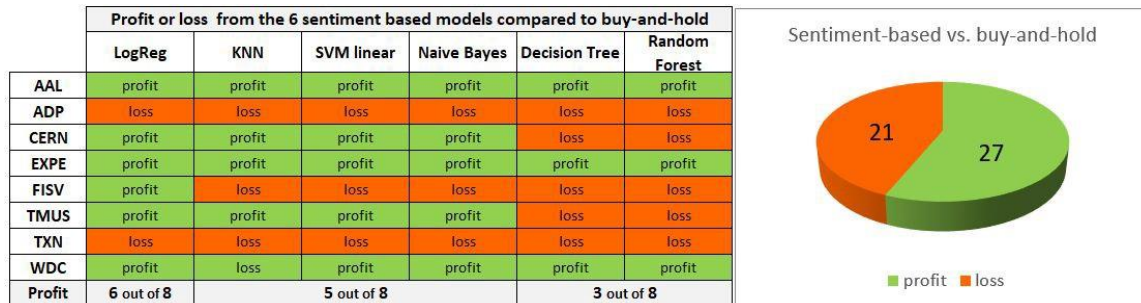 Profit or loss from the 6 sentiment based models compared to buy-and-hold
LogReg KNN SVM linear Naive Bayes Decision Tree Random Forest
AAL profit profit profit profit profit profit
ADP loss loss loss loss loss loss
CERN profit profit profit profit loss loss
EXPE profit profit profit profit profit profit
FISV profit loss loss loss loss loss
TMUS profit profit profit profit loss loss
TXN loss loss loss loss loss loss
WDC profit loss profit profit profit profit
Profit 6 out of 8 5 out of 8 3 out of 8
Sentiment-based vs. buy-and-hold
21
27
profit loss